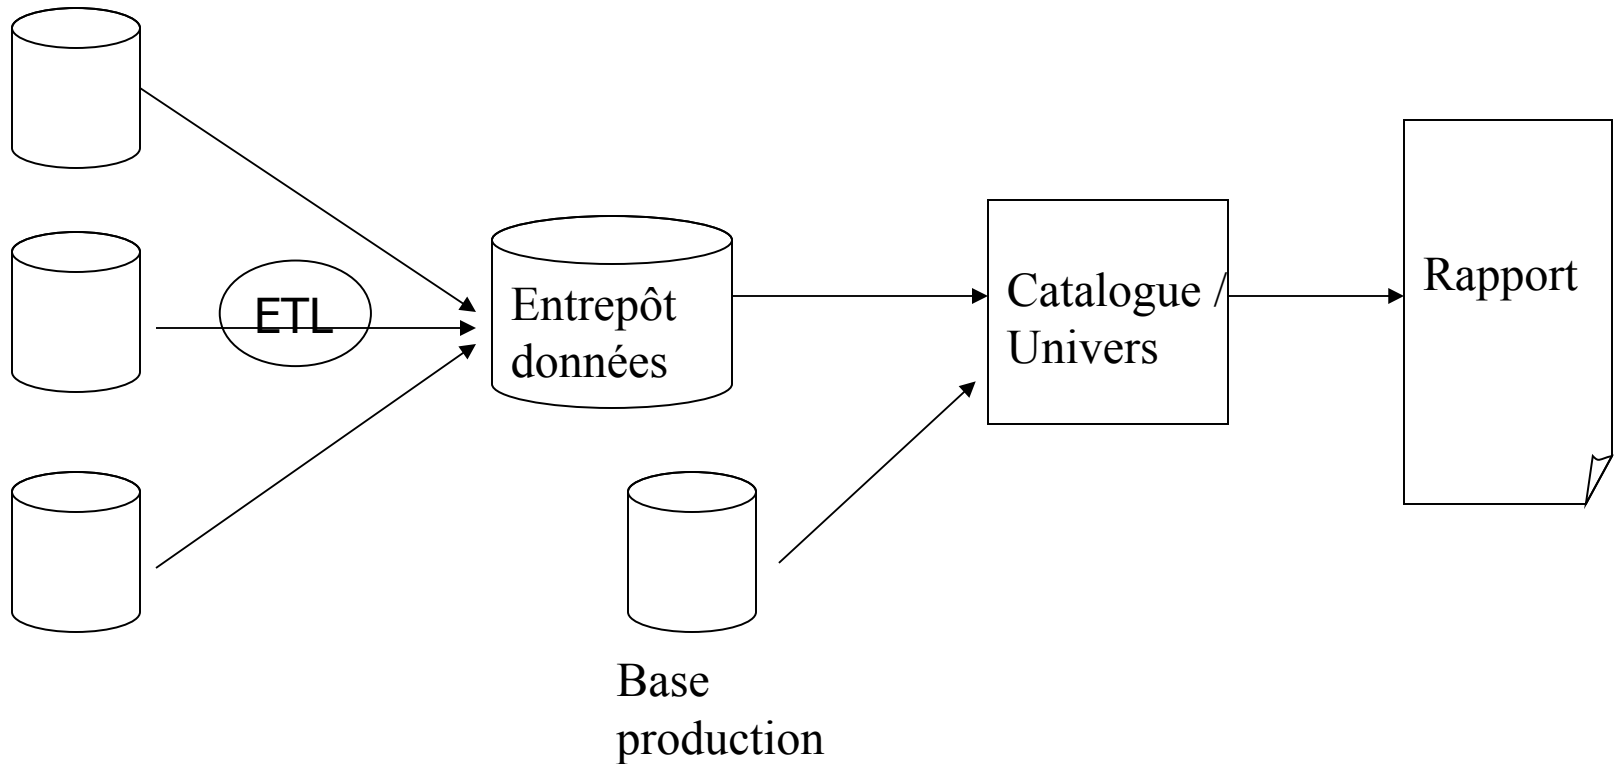 ETL
Entrepôt
données
Catalogue /
Univers
Rapport
Base
production